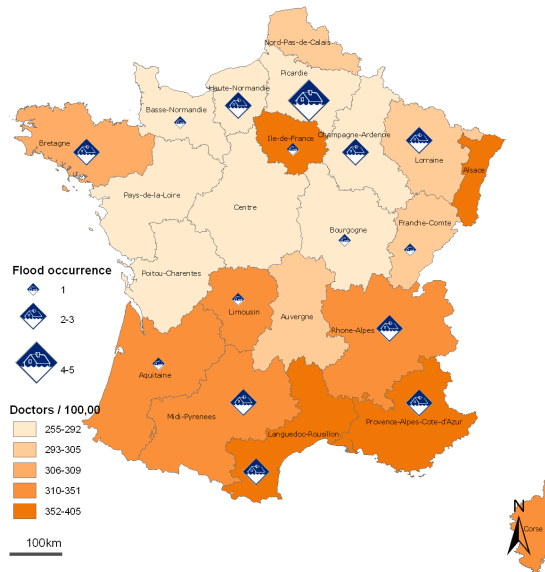 Nord-Pas-de-Calais
Picardie
Haute-Normandie
Basse-Normandie
Ile-de-France
Champagne-Ardenne
Bretagne
Lorraine
Alsace
Pays-de-la-Loire
Centre
Bourgogne
Franche-Comte
Poitou-Charentes
Limousin
Auvergne
Rhone-Alpes
Aquitaine
Midi-Pyrenees
Languedoc-Rousillon
Provence-Alpes-Cote-d'Azur
Flood occurrence
1
2-3
4-5
Doctors / 100,00
255-292
293-305
306-309
310-351
352-405
100km
N
Corse